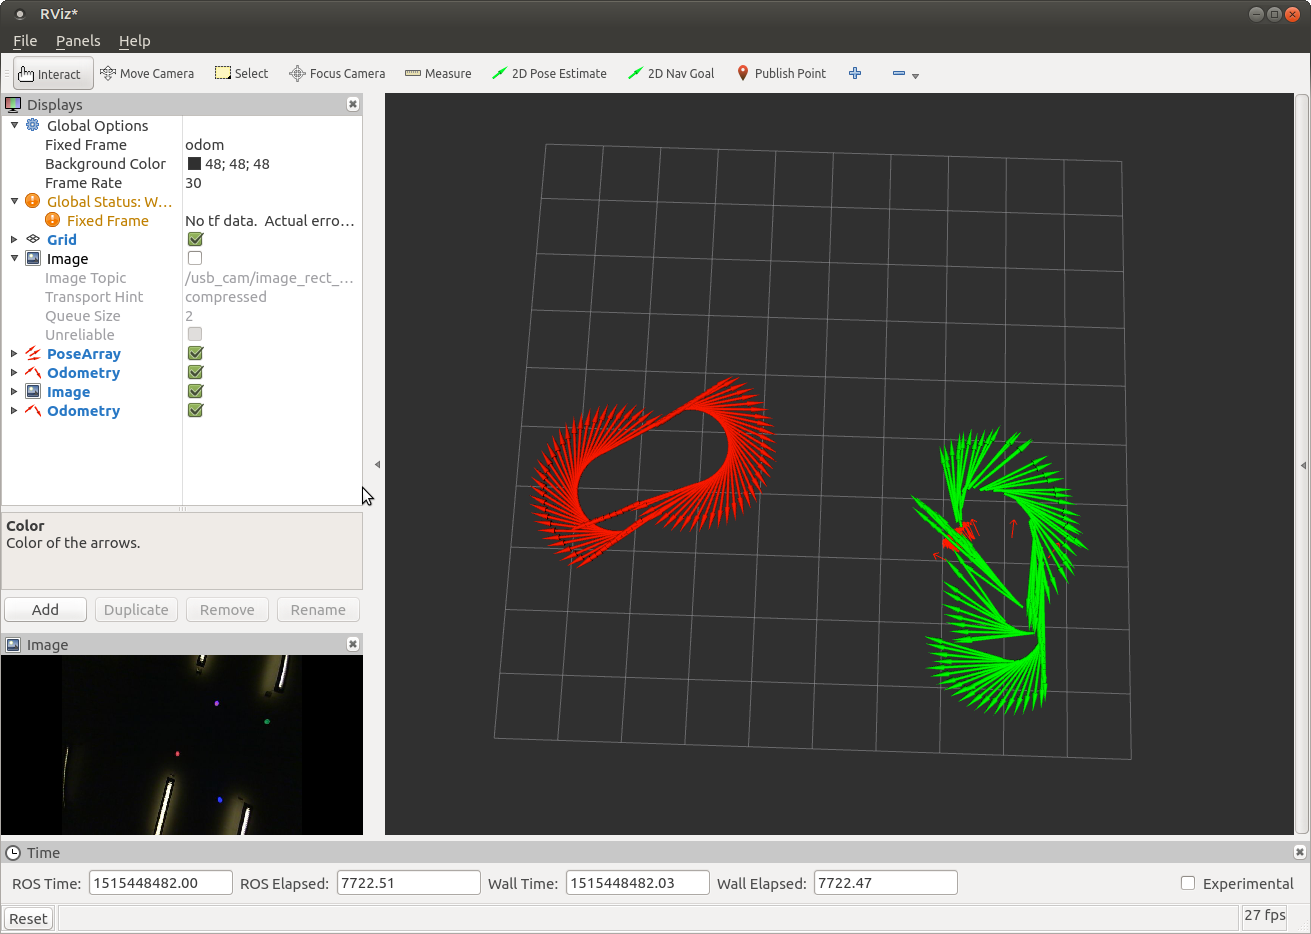 RViz*
File Panels Help
Interact Move Camera Select Focus Camera Measure 2D Pose Estimate 2D Nav Goal Publish Point
Displays
Global Options
Fixed Frame odom
Background Color 48; 48; 48
Frame Rate 30
Global Status: W...
Fixed Frame No tf data. Actual erro...
Grid
Image
Image Topic /usb_cam/image_rect_...
Transport Hint compressed
Queue Size 2
Unreliable
PoseArray
Odometry
Image
Odometry
Color
Color of the arrows.
Add Duplicate Remove Rename
Image
Time
ROS Time: 1515448482.00 ROS Elapsed: 7722.51 Wall Time: 1515448482.03 Wall Elapsed: 7722.47 Experimental
Reset 27 fps